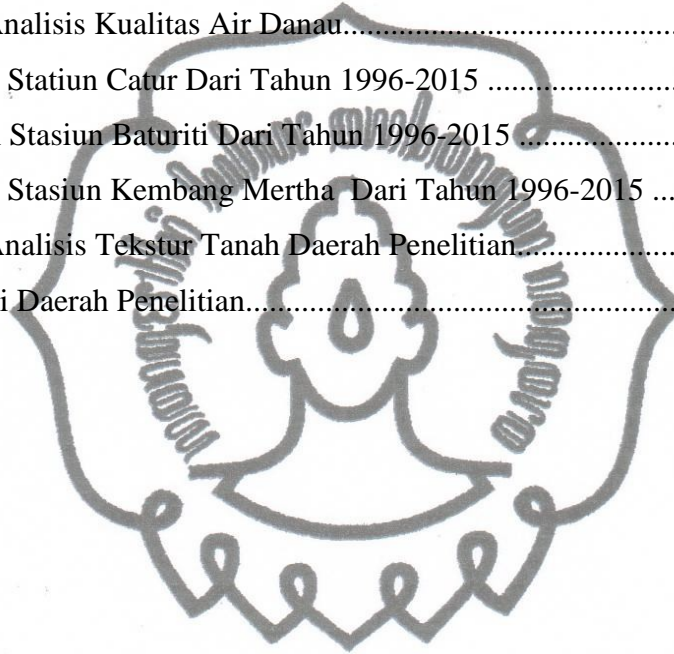 Analisis Kualitas Air Danau.............................................
Statiun Catur Dari Tahun 1996-2015 .........................
Stasiun Baturiti Dari Tahun 1996-2015 .....................
Stasiun Kembang Mertha  Dari Tahun 1996-2015 ...
Analisis Tekstur Tanah Daerah Penelitian.....................
i Daerah Penelitian............................................................